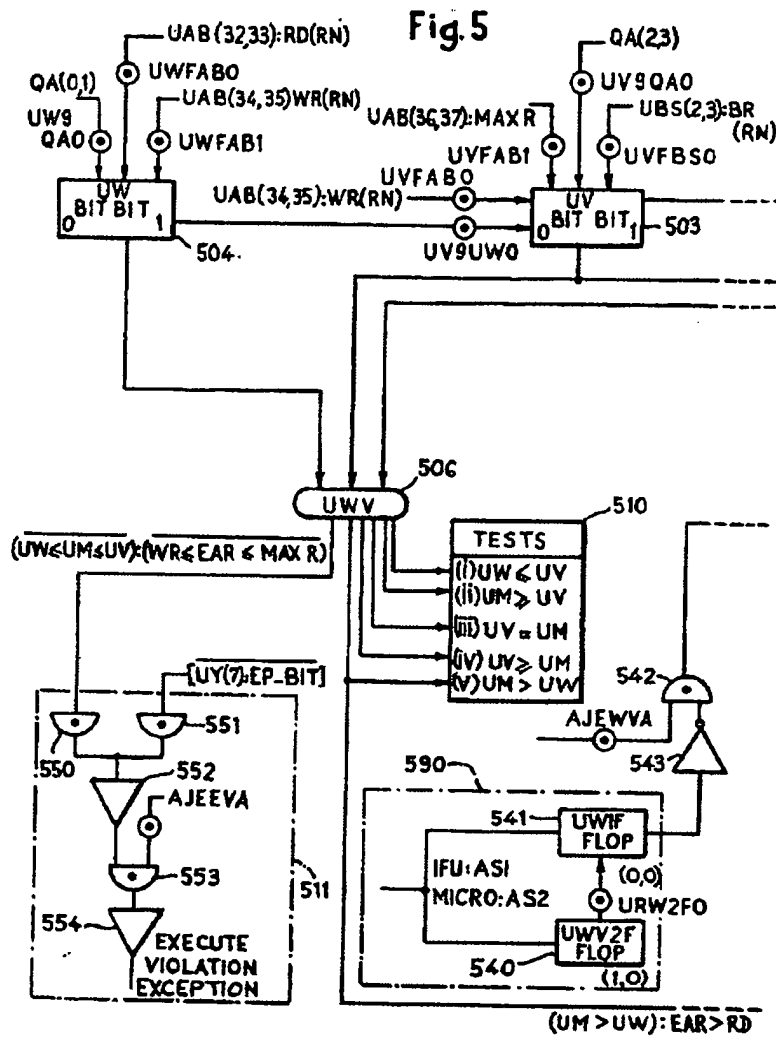 Fig. 5
UAB(32,33):RD(RN)
QA(2,3)
UWFAB0
QA(0,1)
UV9QA0
UAB(34,35)WR(RN)
UBS(2,3):BR
(RN)
UAB(36,37):MAXR
UW9
QA0
UWFAB1
UVFAB1
UVFBS0
UW
BIT BIT
0 1
504
UVFAB0
UAB(34,35):WR(RN)
UV
BIT BIT
0 1
503
UV9UW0
506
UWV
510
TESTS
(i) UW ≤ UV
(ii) UM ≥ UV
(iii) UV = UM
(iv) UV ≥ UM
(v) UM > UW
(UW≤UM≤UV):(WR≤EAR≤MAX R)
[UY(7):EP_BIT]
550
551
552
AJEEVA
553
554
511
EXECUTE
VIOLATION
EXCEPTION
542
AJEWVA
543
590
541
UW1F
FLOP
IFU:AS1
MICRO:AS2
(0,0)
URW2F0
UWV2F
FLOP
540
(1,0)
(UM > UW):EAR>RD